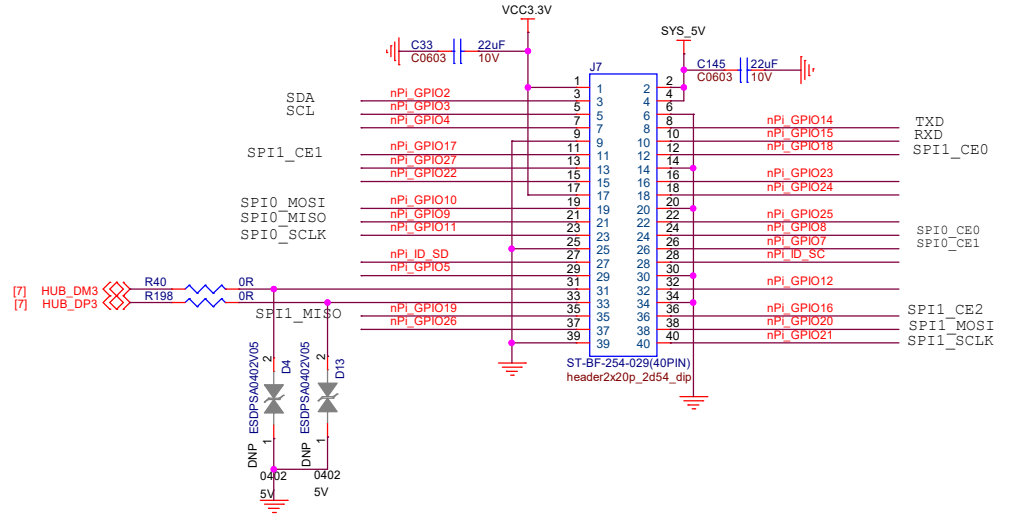 VCC3.3V
SYS_5V
C33 22uF
C0603 10V
C145 22uF
C0603 10V
J7
1 1 2 2
SDA nPi_GPIO2 3 3 4 4
SCL nPi_GPIO3 5 5 6 6
nPi_GPIO4 7 7 8 8 nPi_GPIO14 TXD
9 9 10 10 nPi_GPIO15 RXD
SPI1_CE1 nPi_GPIO17 11 11 12 12 nPi_GPIO18 SPI1_CE0
nPi_GPIO27 13 13 14 14
nPi_GPIO22 15 15 16 16 nPi_GPIO23
17 17 18 18 nPi_GPIO24
SPI0_MOSI nPi_GPIO10 19 19 20 20
SPI0_MISO nPi_GPIO9 21 21 22 22 nPi_GPIO25
SPI0_SCLK nPi_GPIO11 23 23 24 24 nPi_GPIO8 SPI0_CE0
25 25 26 26 nPi_GPIO7 SPI0_CE1
nPi_ID_SD 27 27 28 28 nPi_ID_SC
nPi_GPIO5 29 29 30 30
[7] HUB_DM3 R40 0R 31 31 32 32 nPi_GPIO12
[7] HUB_DP3 R198 0R 33 33 34 34
SPI1_MISO nPi_GPIO19 35 35 36 36 nPi_GPIO16 SPI1_CE2
nPi_GPIO26 37 37 38 38 nPi_GPIO20 SPI1_MOSI
39 39 40 40 nPi_GPIO21 SPI1_SCLK
ST-BF-254-029(40PIN)
header2x20p_2d54_dip
2 D4
ESDPSA0402V05
1
DNP
0402
5V
2 D13
ESDPSA0402V05
1
DNP
0402
5V